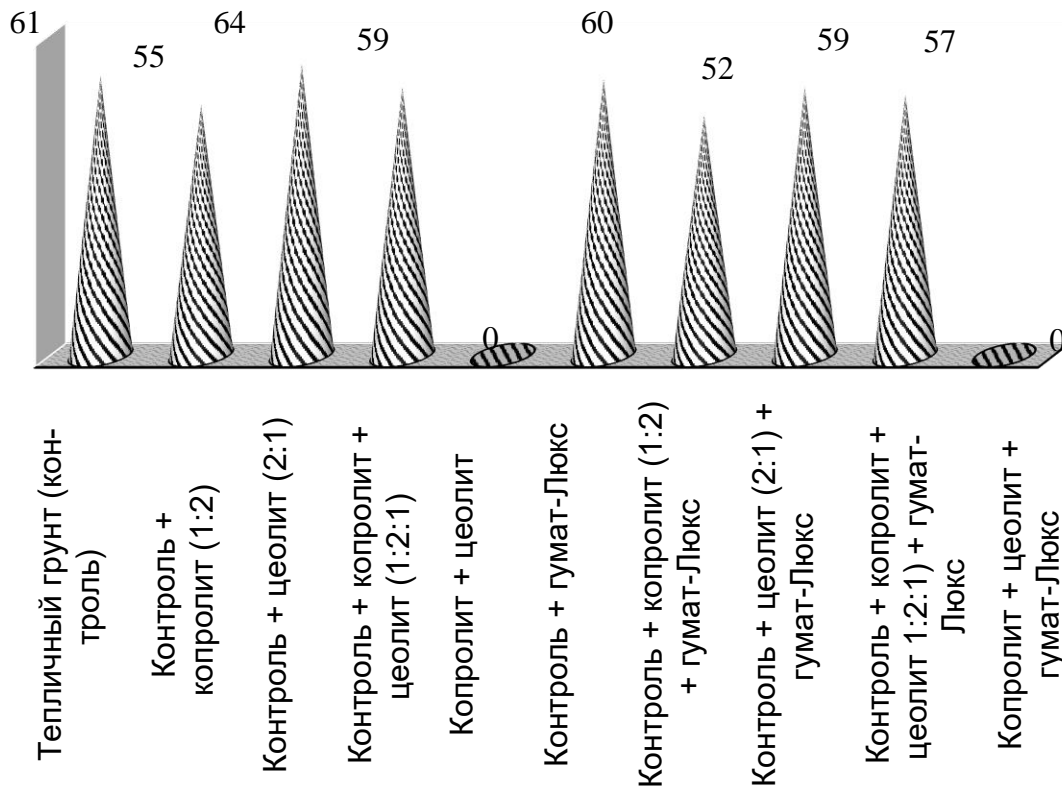 61
55
64
59
0
60
52
59
57
0
Тепличный грунт (кон-
троль)
Контроль +
копролит (1:2)
Контроль + цеолит (2:1)
Контроль + копролит +
цеолит (1:2:1)
Копролит + цеолит
Контроль + гумат-Люкс
Контроль + копролит (1:2)
+ гумат-Люкс
Контроль + цеолит (2:1) +
гумат-Люкс
Контроль + копролит +
цеолит 1:2:1) + гумат-
Люкс
Копролит + цеолит +
гумат-Люкс